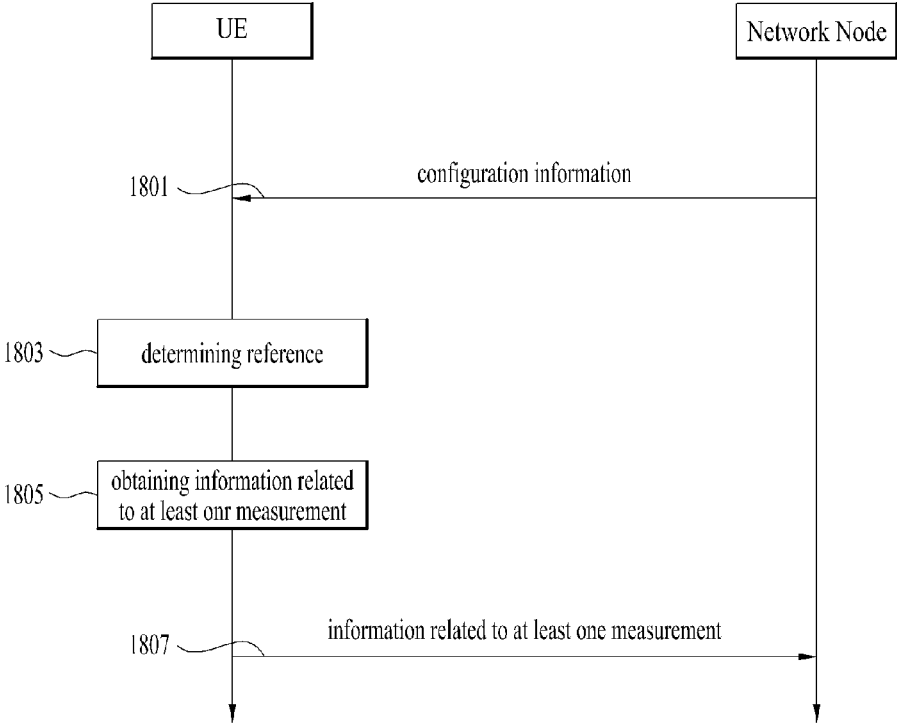 UE
Network Node
configuration information
1801
determining reference
1803
obtaining information related
to at least onr measurement
1805
information related to at least one measurement
1807